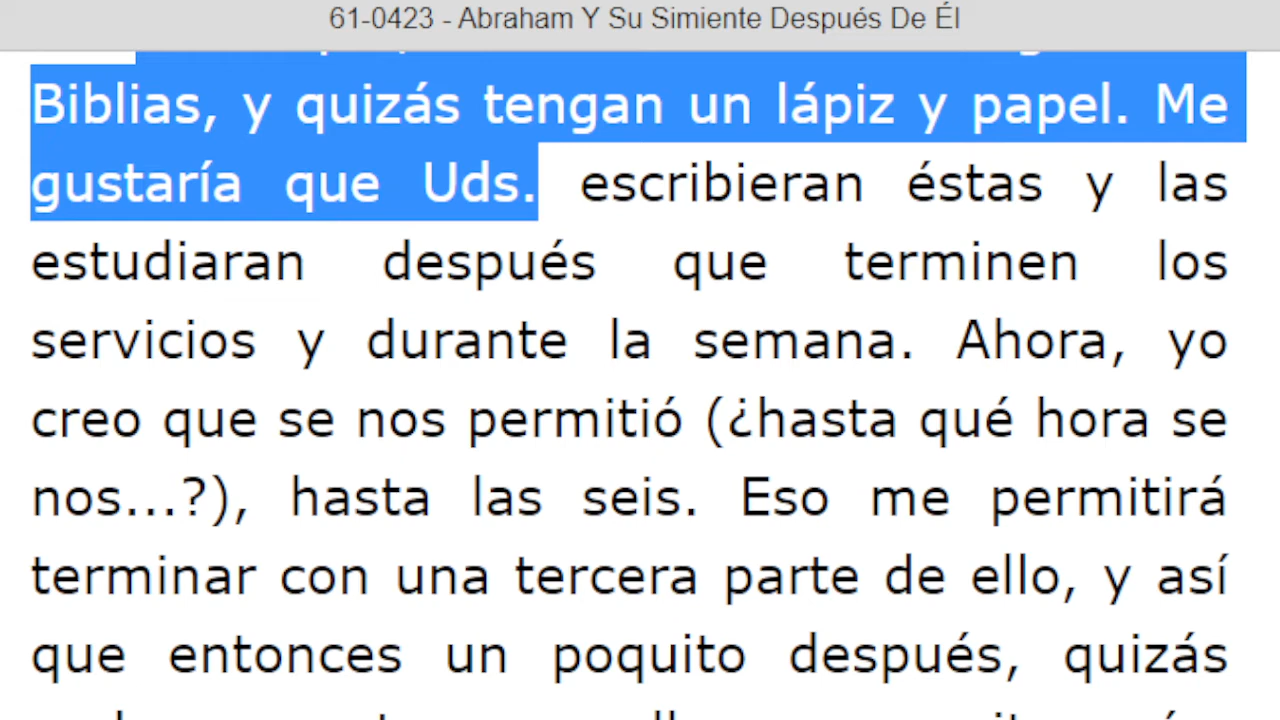 61-0423 - Abraham Y Su Simiente Después De Él
Biblias, y quizás tengan un lápiz y papel. Me
gustaría que Uds. escribieran éstas y las
estudiaran después que terminen los
servicios y durante la semana. Ahora, yo
creo que se nos permitió (¿hasta qué hora se
nos...?), hasta las seis. Eso me permitirá
terminar con una tercera parte de ello, y así
que entonces un poquito después, quizás